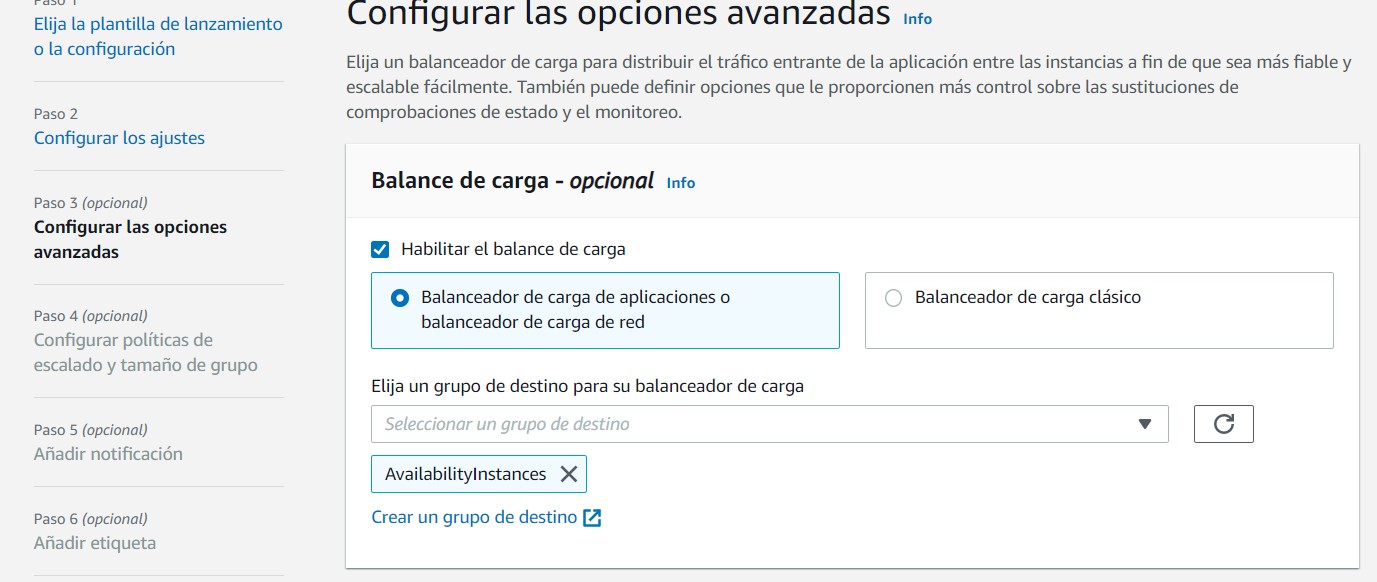 Paso 1
Elija la plantilla de lanzamiento
o la configuración
Paso 2
Configurar los ajustes
Paso 3 (opcional)
Configurar las opciones
avanzadas
Paso 4 (opcional)
Configurar políticas de
escalado y tamaño de grupo
Paso 5 (opcional)
Añadir notificación
Paso 6 (opcional)
Añadir etiqueta
Configurar las opciones avanzadas Info
Elija un balanceador de carga para distribuir el tráfico entrante de la aplicación entre las instancias a fin de que sea más fiable y
escalable fácilmente. También puede definir opciones que le proporcionen más control sobre las sustituciones de
comprobaciones de estado y el monitoreo.
Balance de carga - opcional Info
Habilitar el balance de carga
Balanceador de carga de aplicaciones o
balanceador de carga de red
Balanceador de carga clásico
Elija un grupo de destino para su balanceador de carga
Seleccionar un grupo de destino
AvailabilityInstances
Crear un grupo de destino